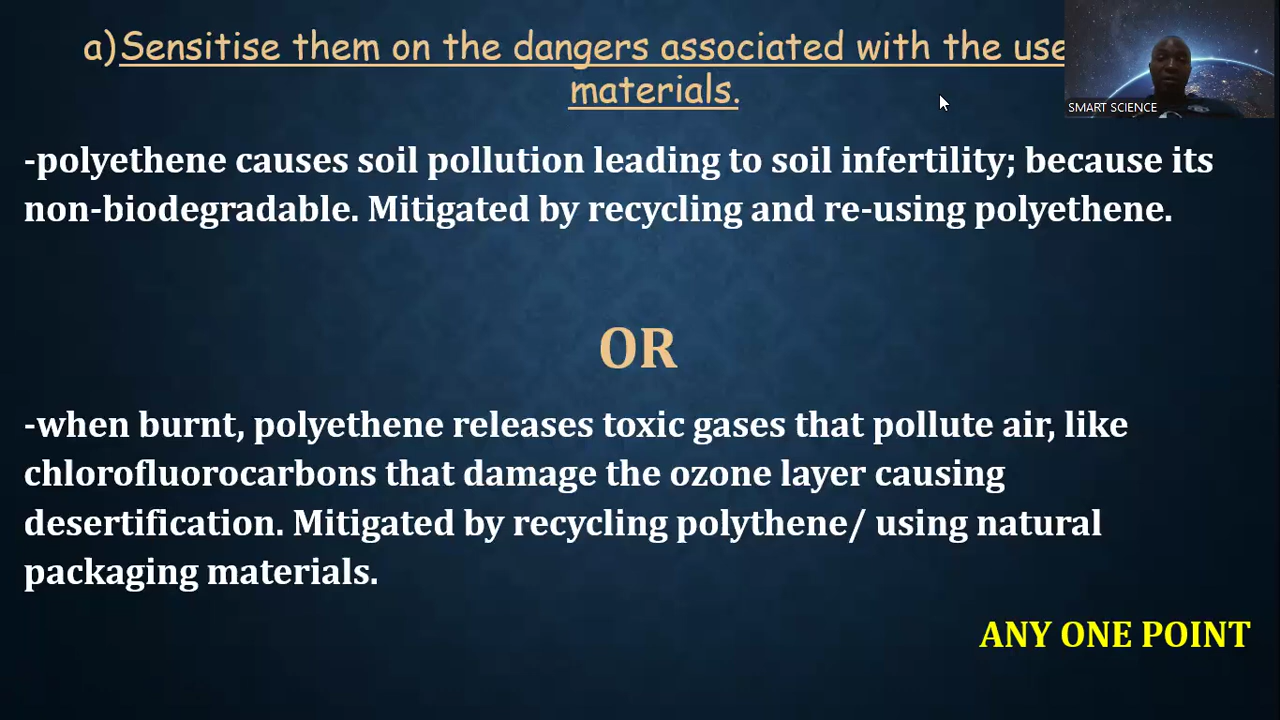 a) Sensitise them on the dangers associated with the use
materials.
SMART SCIENCE
-polyethene causes soil pollution leading to soil infertility; because its
non-biodegradable. Mitigated by recycling and re-using polyethene.
OR
-when burnt, polyethene releases toxic gases that pollute air, like
chlorofluorocarbons that damage the ozone layer causing
desertification. Mitigated by recycling polythene/ using natural
packaging materials.
ANY ONE POINT